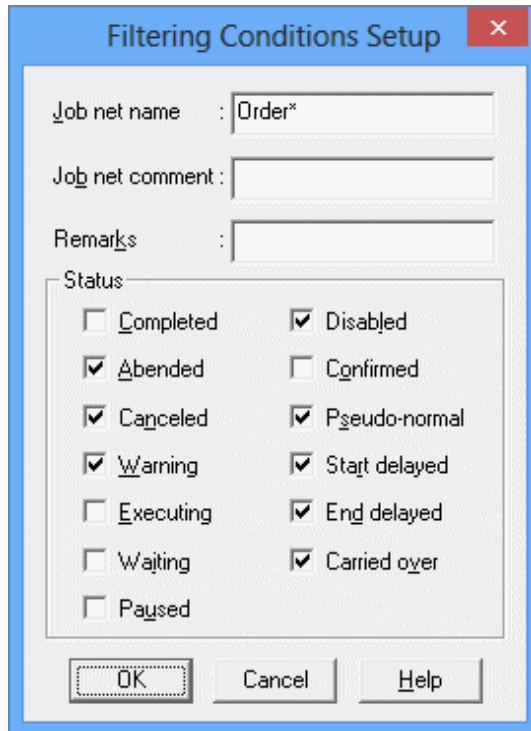 Filtering Conditions Setup
Job net name : Order*
Job net comment :
Remarks :
Status
Completed Disabled
Abended Confirmed
Canceled Pseudo-normal
Warning Start delayed
Executing End delayed
Waiting Carried over
Paused
OK Cancel Help